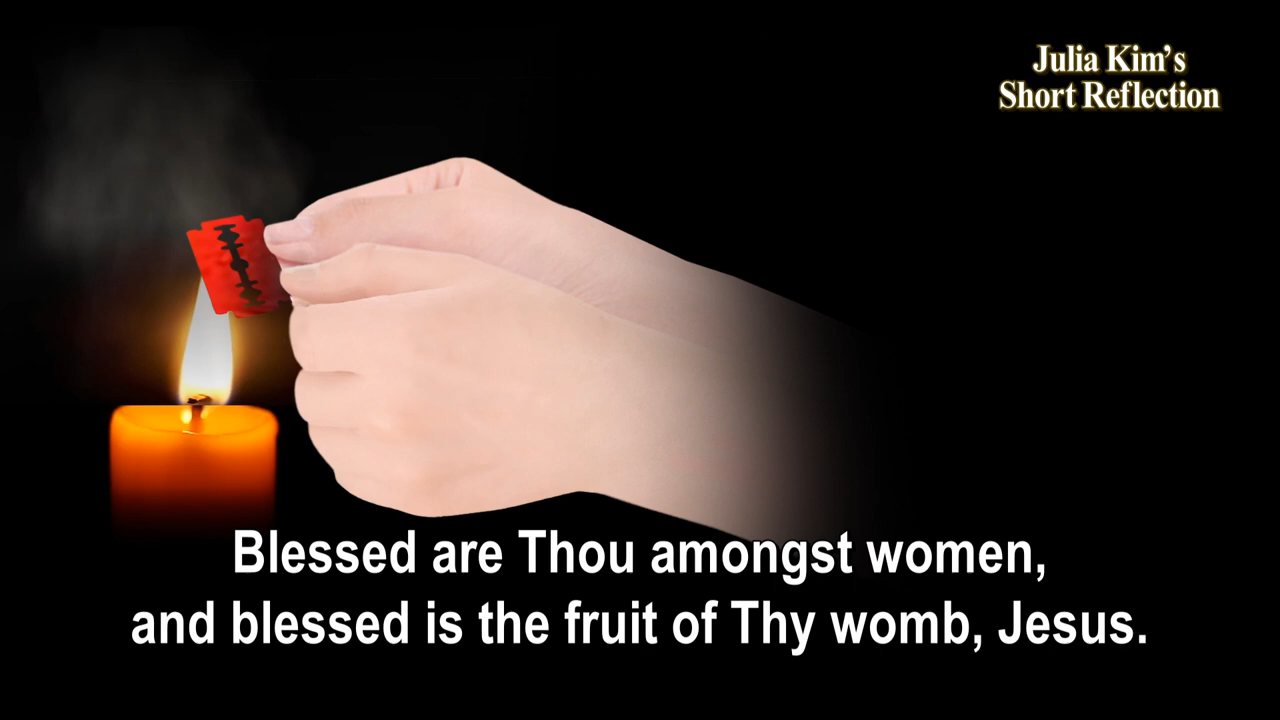 Julia Kim's
Short Reflection
Blessed are Thou amongst women,
and blessed is the fruit of Thy womb, Jesus.